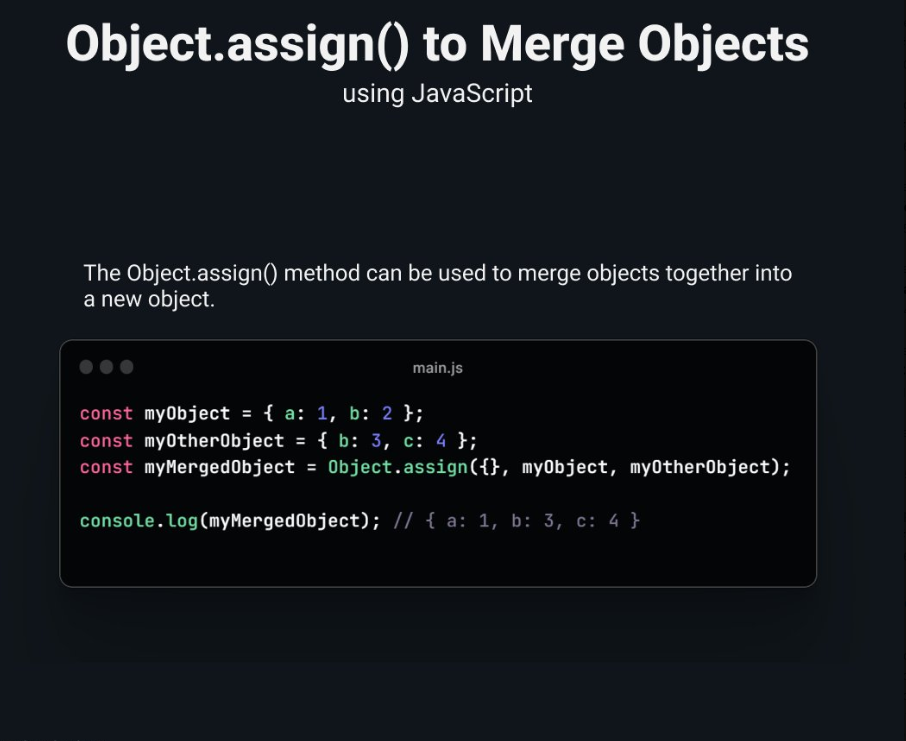 Object.assign() to Merge Objects
using JavaScript
The Object.assign() method can be used to merge objects together into
a new object.
main.js
const myObject = { a: 1, b: 2 };
const myOtherObject = { b: 3, c: 4 };
const myMergedObject = Object.assign({}, myObject, myOtherObject);
console.log(myMergedObject); // { a: 1, b: 3, c: 4 }